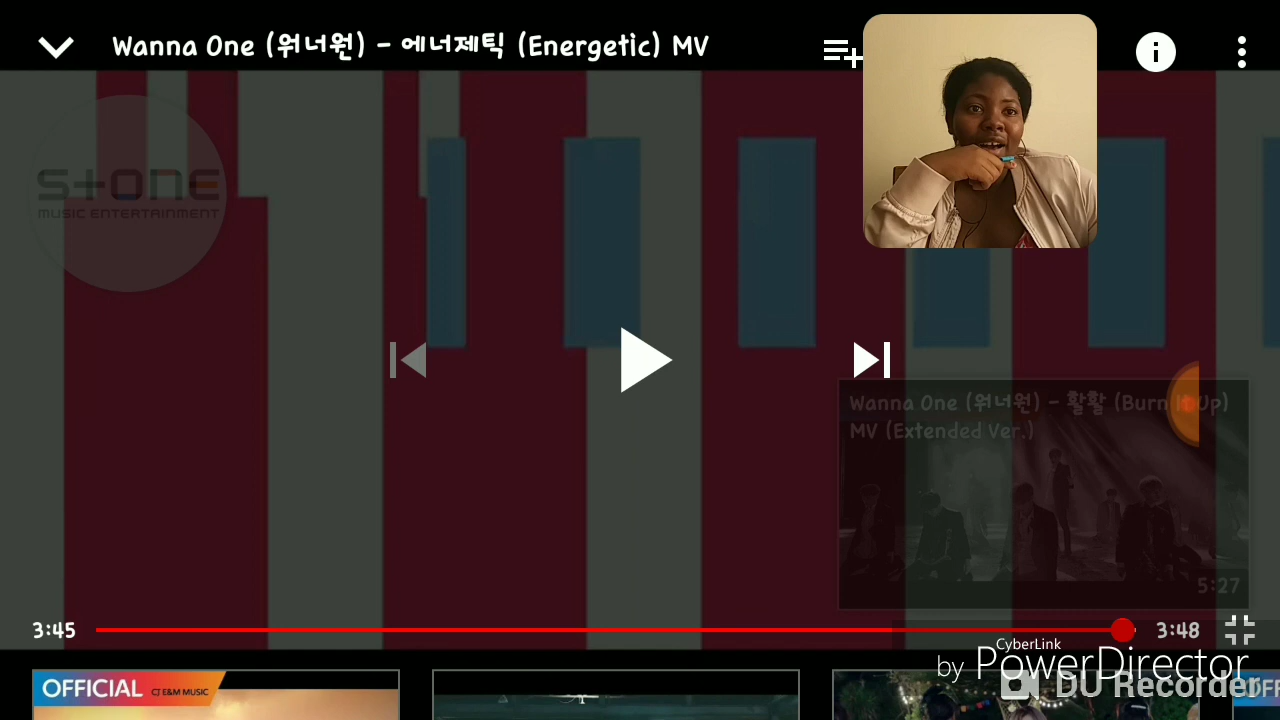 Wanna One (워너원) - 에너제틱 (Energetic) MV
STONE
MUSIC ENTERTAINMENT
Wanna One (워너원) - 활활 (Burn It Up)
MV (Extended Ver.)
5:27
3:45
3:48
CyberLink
by PowerDirector
DU Recorder
OFFICIAL CJ E&M MUSIC